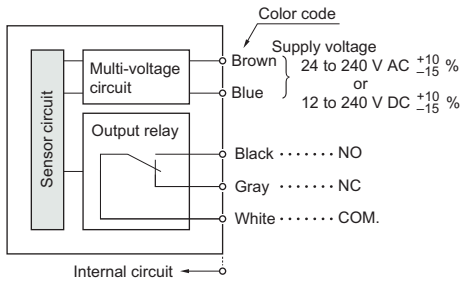 Color code
Supply voltage
Brown
24 to 240 V AC +10 −15 %
or
Blue
12 to 240 V DC +10 −15 %
Multi-voltage
circuit
Sensor circuit
Output relay
Black ······· NO
Gray ······· NC
White ······· COM.
Internal circuit